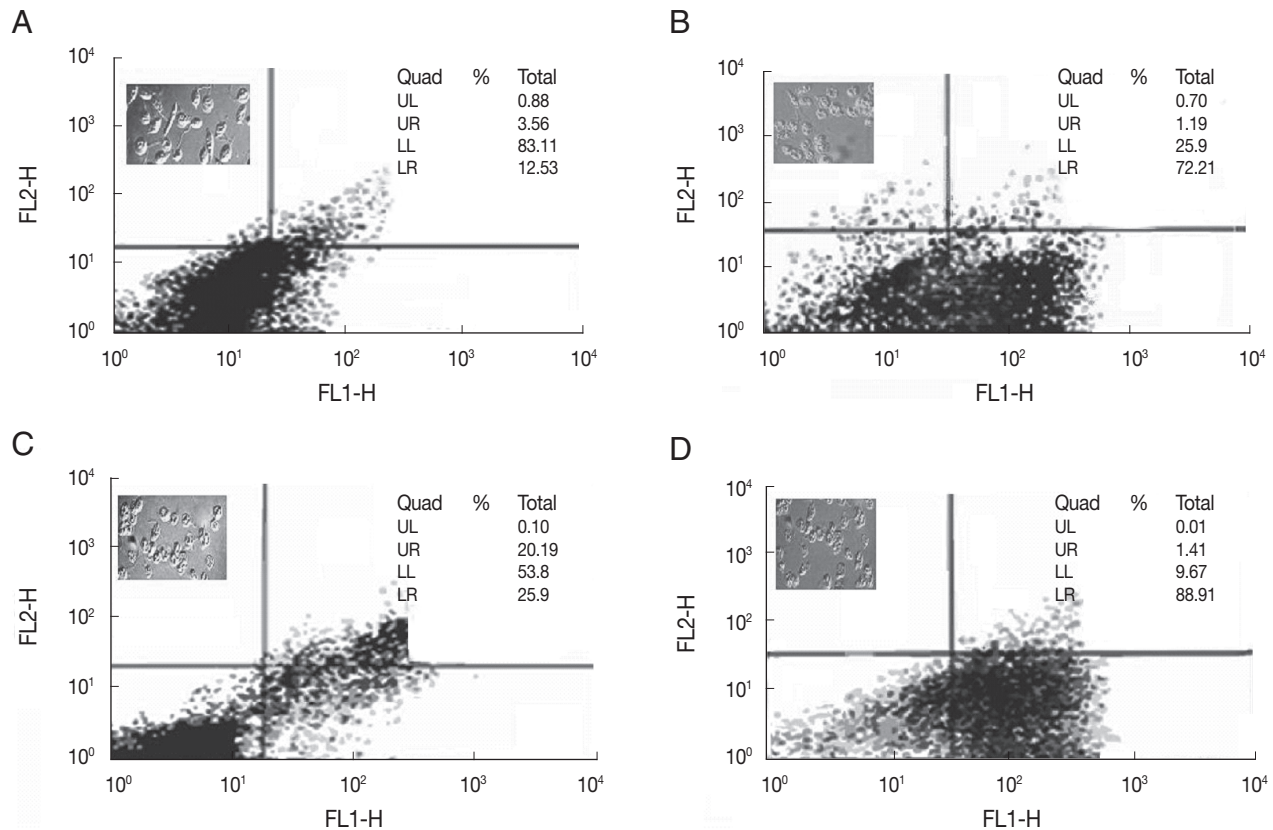 A
10⁴
10³
10²
10¹
10⁰
FL2-H
Quad % Total
UL 0.88
UR 3.56
LL 83.11
LR 12.53
10⁰ 10¹ 10² 10³ 10⁴
FL1-H
B
10⁴
10³
10²
10¹
10⁰
FL2-H
Quad % Total
UL 0.70
UR 1.19
LL 25.9
LR 72.21
10⁰ 10¹ 10² 10³ 10⁴
FL1-H
C
10⁴
10³
10²
10¹
10⁰
FL2-H
Quad % Total
UL 0.10
UR 20.19
LL 53.8
LR 25.9
10⁰ 10¹ 10² 10³ 10⁴
FL1-H
D
10⁴
10³
10²
10¹
10⁰
FL2-H
Quad % Total
UL 0.01
UR 1.41
LL 9.67
LR 88.91
10⁰ 10¹ 10² 10³ 10⁴
FL1-H